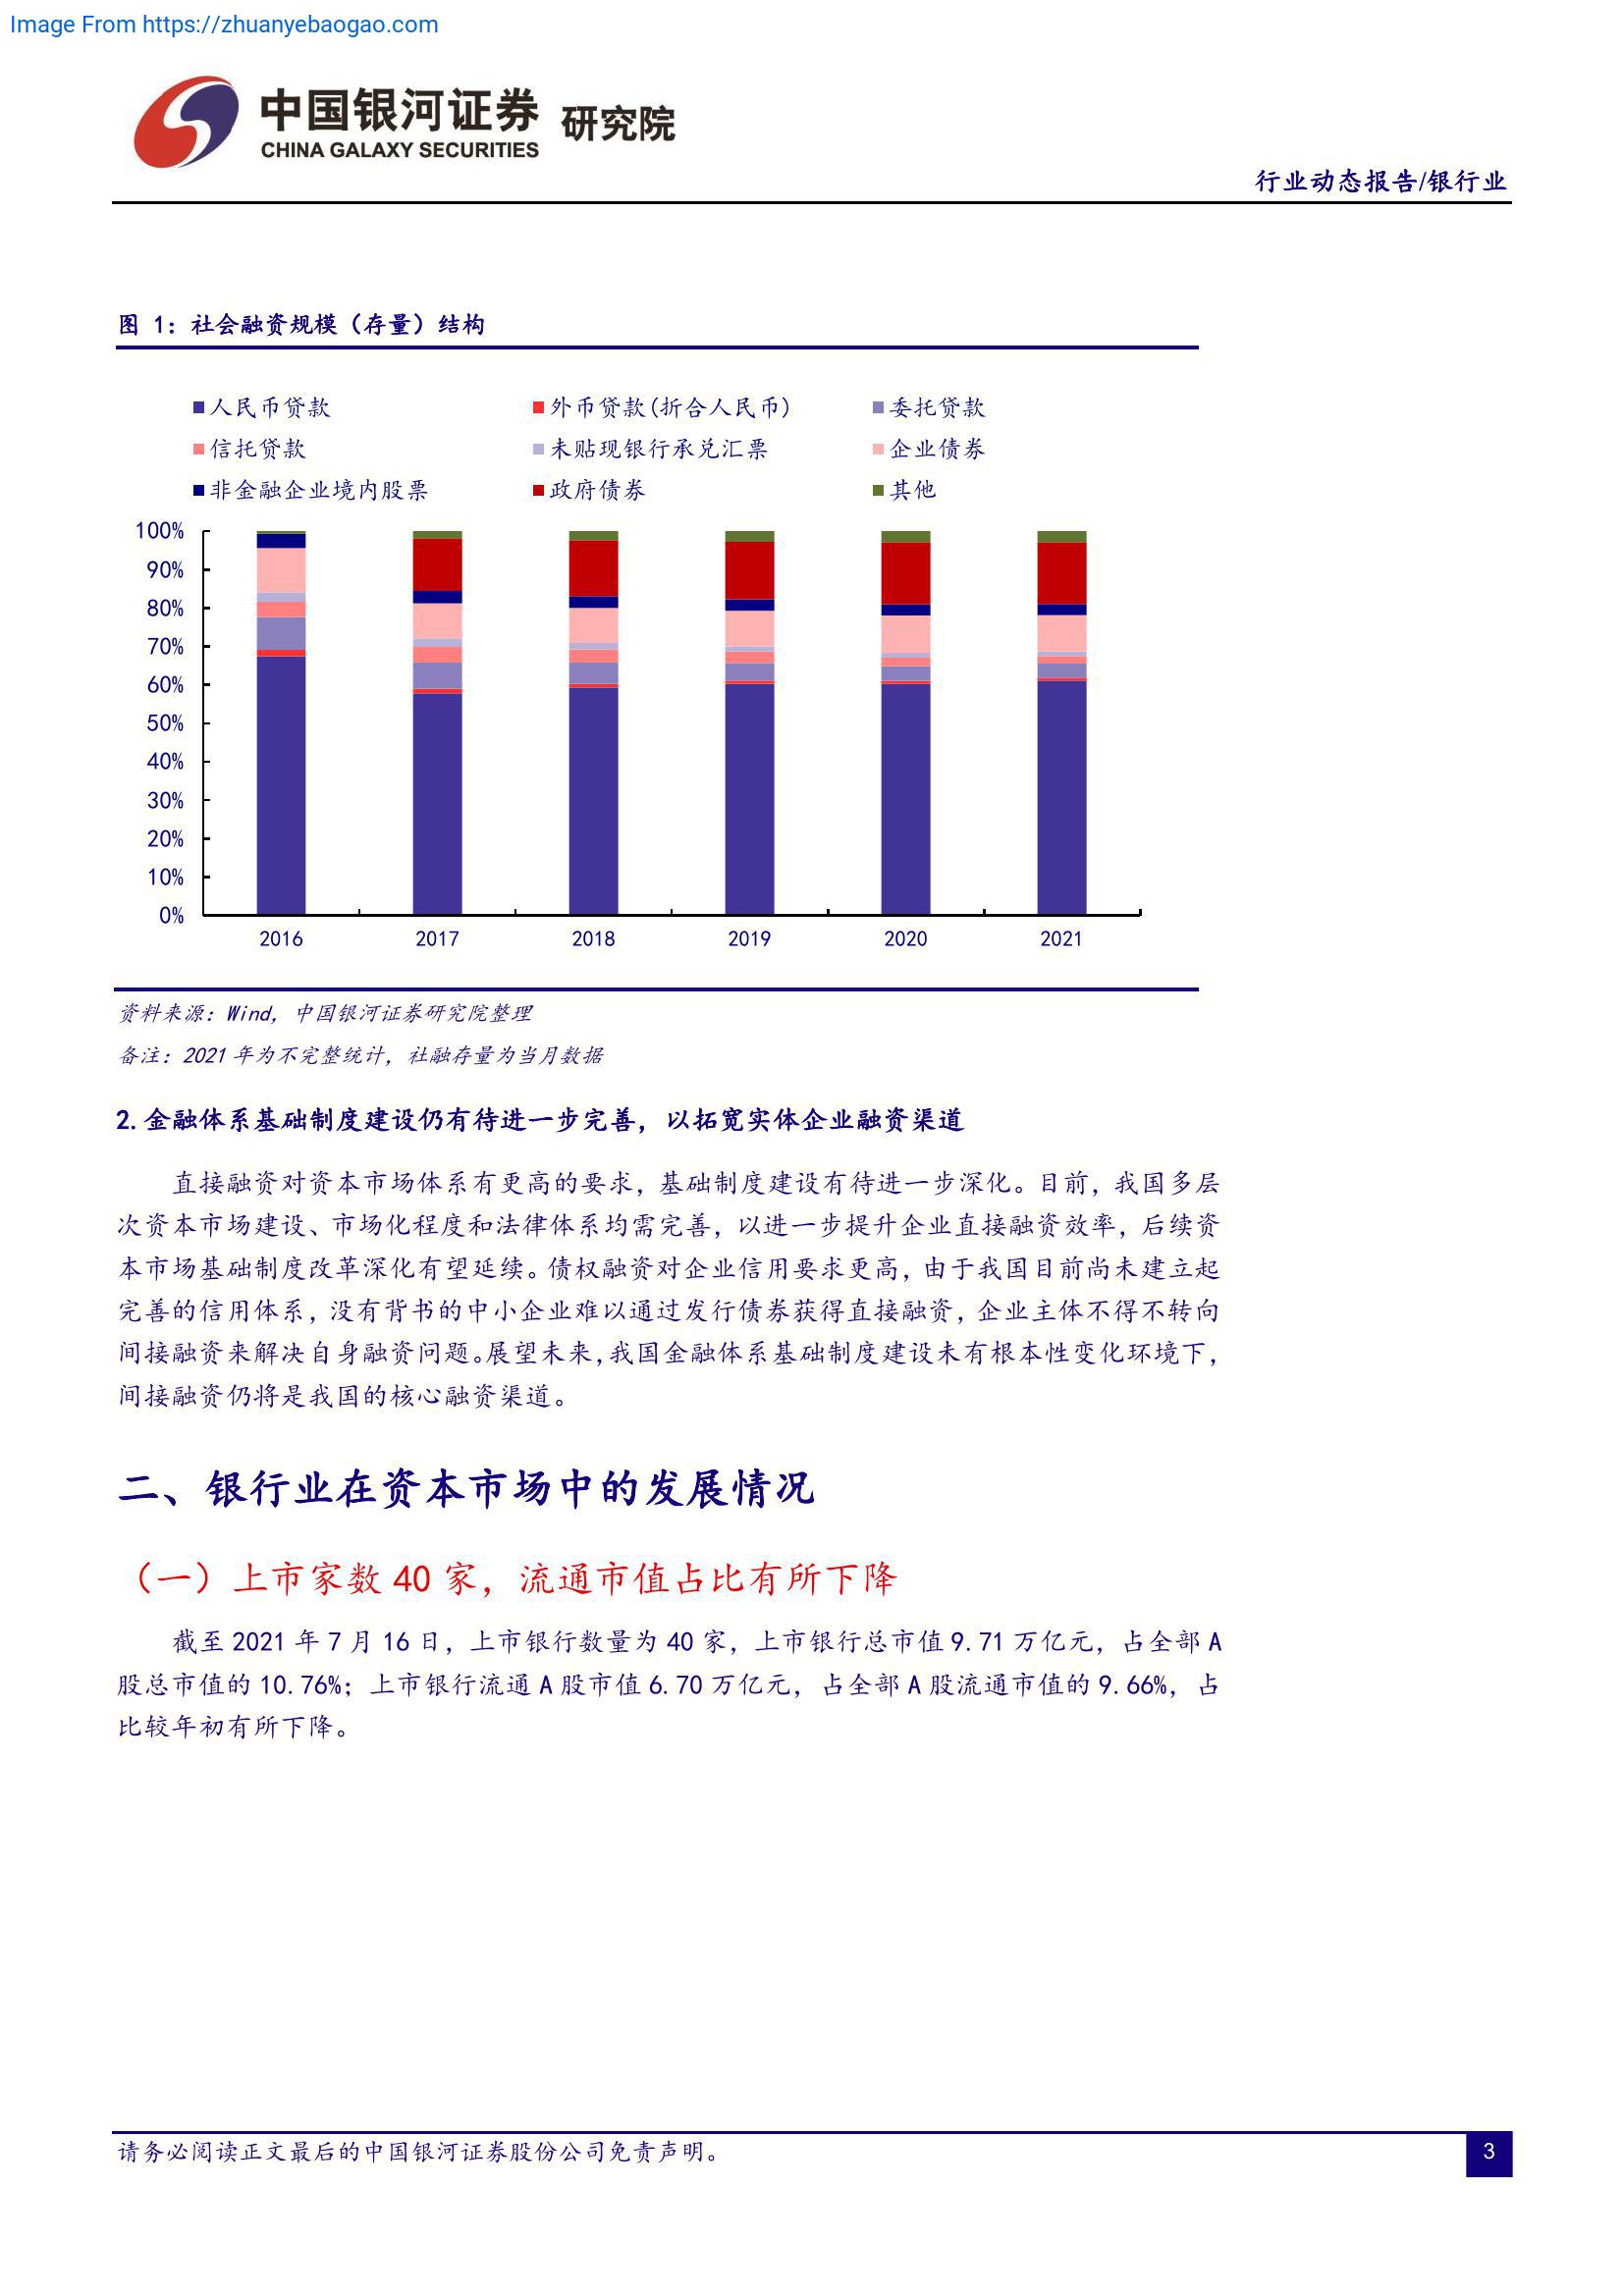 Image From https://zhuanyebaogao.com
中国银河证券 研究院
CHINA GALAXY SECURITIES
行业动态报告/银行业
图 1：社会融资规模（存量）结构
人民币贷款 外币贷款(折合人民币) 委托贷款
信托贷款 未贴现银行承兑汇票 企业债券
非金融企业境内股票 政府债券 其他
100%
90%
80%
70%
60%
50%
40%
30%
20%
10%
0%
2016 2017 2018 2019 2020 2021
资料来源：Wind，中国银河证券研究院整理
备注：2021 年为不完整统计，社融存量为当月数据
2.金融体系基础制度建设仍有待进一步完善，以拓宽实体企业融资渠道
直接融资对资本市场体系有更高的要求，基础制度建设有待进一步深化。目前，我国多层
次资本市场建设、市场化程度和法律体系均需完善，以进一步提升企业直接融资效率，后续资
本市场基础制度改革深化有望延续。债权融资对企业信用要求更高，由于我国目前尚未建立起
完善的信用体系，没有背书的中小企业难以通过发行债券获得直接融资，企业主体不得不转向
间接融资来解决自身融资问题。展望未来，我国金融体系基础制度建设未有根本性变化环境下，
间接融资仍将是我国的核心融资渠道。
二、银行业在资本市场中的发展情况
（一）上市家数 40 家，流通市值占比有所下降
截至 2021 年 7 月 16 日，上市银行数量为 40 家，上市银行总市值 9.71 万亿元，占全部 A
股总市值的 10.76%；上市银行流通 A 股市值 6.70 万亿元，占全部 A 股流通市值的 9.66%，占
比较年初有所下降。
请务必阅读正文最后的中国银河证券股份公司免责声明。
3